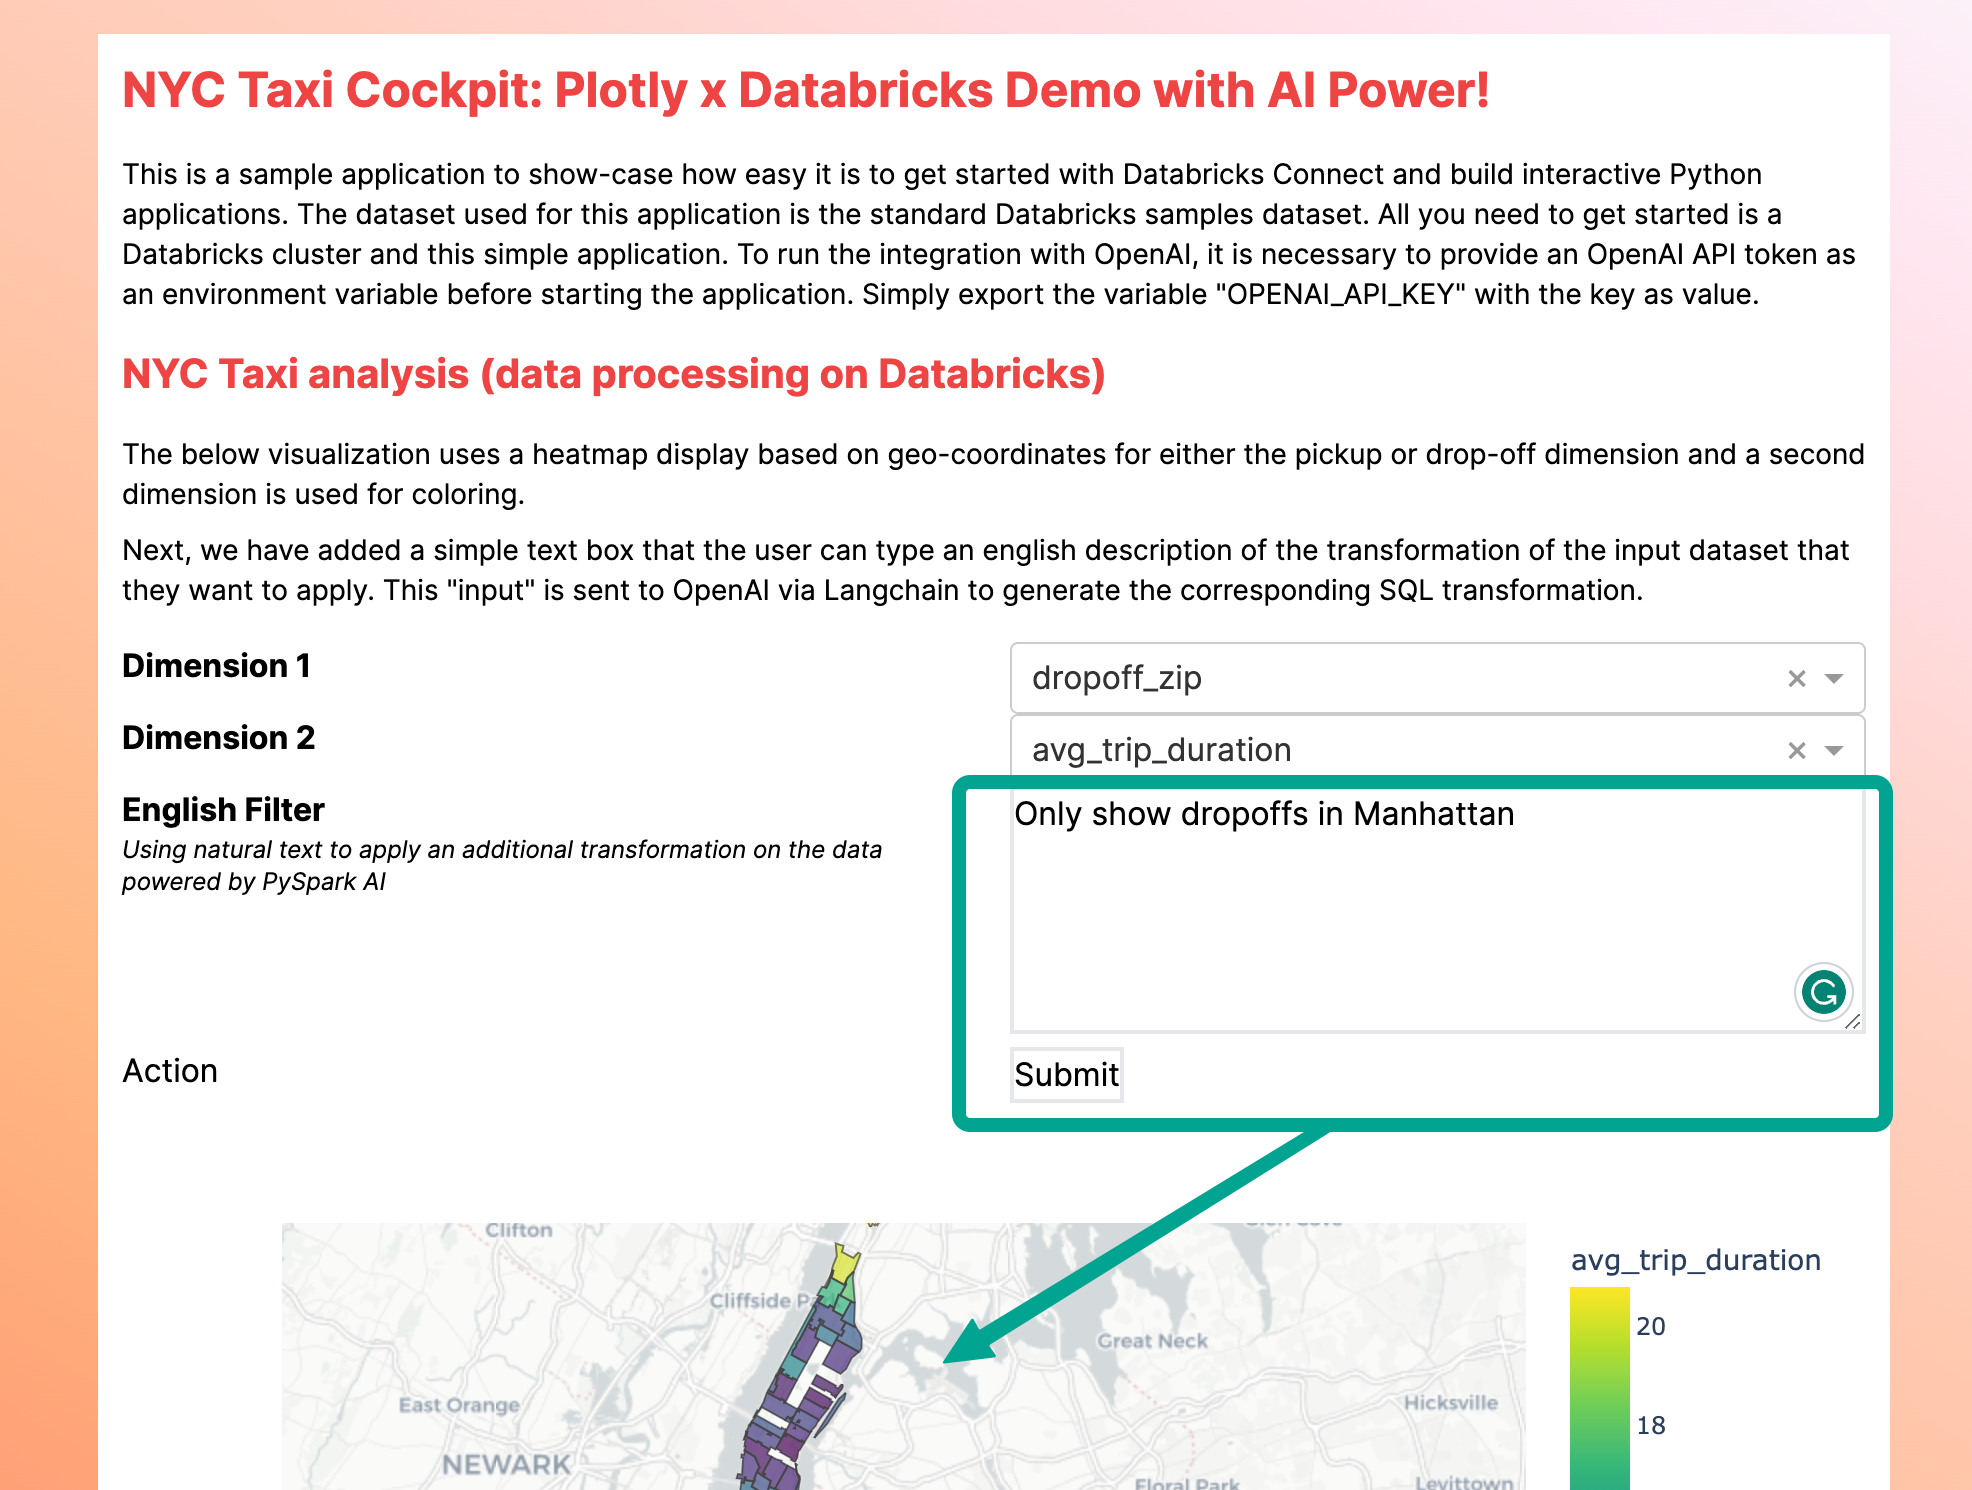 NYC Taxi Cockpit: Plotly x Databricks Demo with AI Power!
This is a sample application to show-case how easy it is to get started with Databricks Connect and build interactive Python
applications. The dataset used for this application is the standard Databricks samples dataset. All you need to get started is a
Databricks cluster and this simple application. To run the integration with OpenAI, it is necessary to provide an OpenAI API token as
an environment variable before starting the application. Simply export the variable "OPENAI_API_KEY" with the key as value.
NYC Taxi analysis (data processing on Databricks)
The below visualization uses a heatmap display based on geo-coordinates for either the pickup or drop-off dimension and a second
dimension is used for coloring.
Next, we have added a simple text box that the user can type an english description of the transformation of the input dataset that
they want to apply. This "input" is sent to OpenAI via Langchain to generate the corresponding SQL transformation.
Dimension 1
dropoff_zip
Dimension 2
avg_trip_duration
English Filter
Only show dropoffs in Manhattan
Using natural text to apply an additional transformation on the data
powered by PySpark AI
Action
Submit
Clifton
avg_trip_duration
Cliffside
20
Great Neck
East Orange
Hicksville
18
NEWARK
Floral Park
Levittown